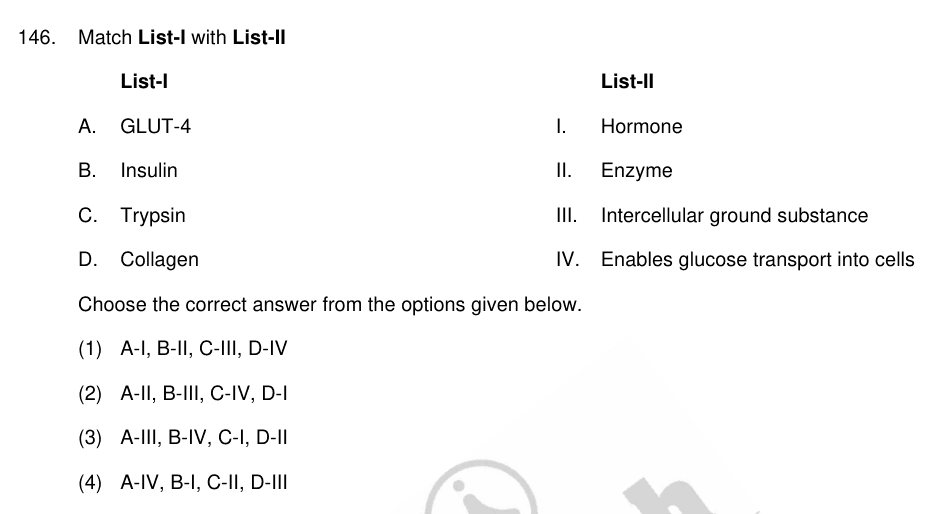 146. Match List-I with List-II
List-I List-II
A. GLUT-4 I. Hormone
B. Insulin II. Enzyme
C. Trypsin III. Intercellular ground substance
D. Collagen IV. Enables glucose transport into cells
Choose the correct answer from the options given below.
(1) A-I, B-II, C-III, D-IV
(2) A-II, B-III, C-IV, D-I
(3) A-III, B-IV, C-I, D-II
(4) A-IV, B-I, C-II, D-III